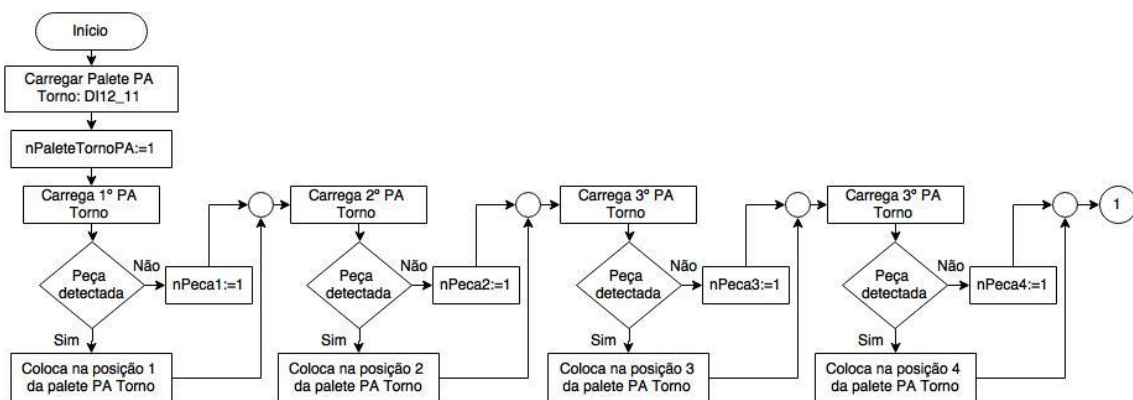 Início
Carregar Palete PA
Torno: DI12_11
nPaleteTornoPA:=1
Carrega 1º PA
Torno
Peça
detectada
Não
nPeca1:=1
Sim
Coloca na posição 1
da palete PA Torno
Carrega 2º PA
Torno
Peça
detectada
Não
nPeca2:=1
Sim
Coloca na posição 2
da palete PA Torno
Carrega 3º PA
Torno
Peça
detectada
Não
nPeca3:=1
Sim
Coloca na posição 3
da palete PA Torno
Carrega 3º PA
Torno
Peça
detectada
Não
nPeca4:=1
Sim
Coloca na posição 4
da palete PA Torno
1